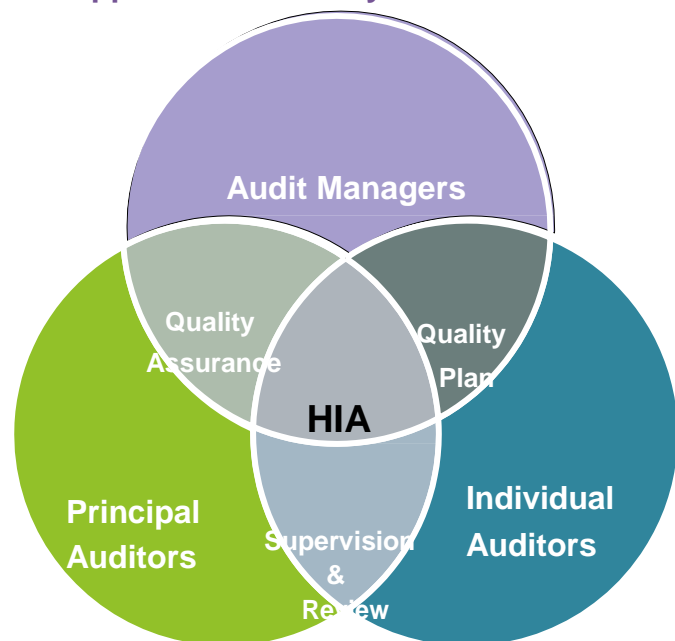 Audit Managers
Quality
Assurance
Quality
Plan
HIA
Principal
Auditors
Individual
Auditors
Supervision
&
Review